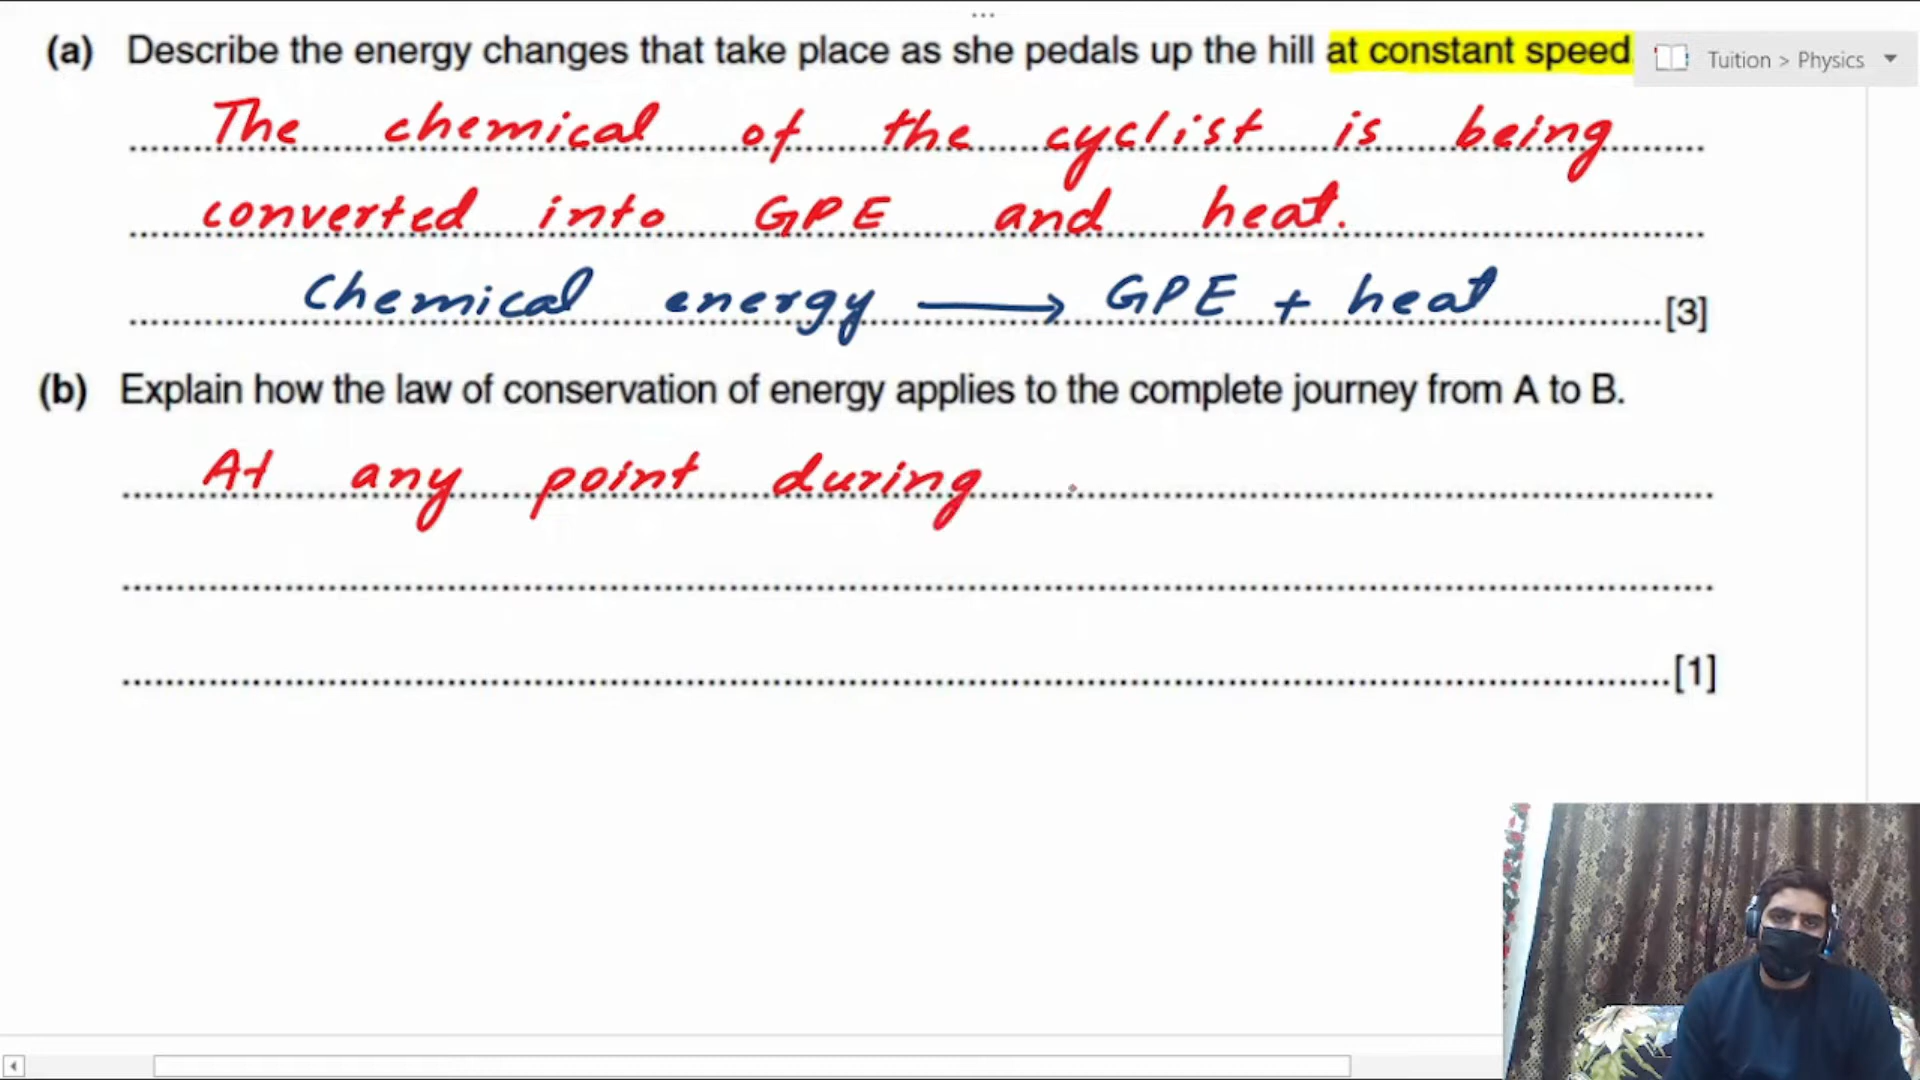 ...
(a) Describe the energy changes that take place as she pedals up the hill at constant speed.
Tuition > Physics
The chemical of the cyclist is being
converted into GPE and heat.
Chemical energy → GPE + heat
[3]
(b) Explain how the law of conservation of energy applies to the complete journey from A to B.
At any point during
[1]